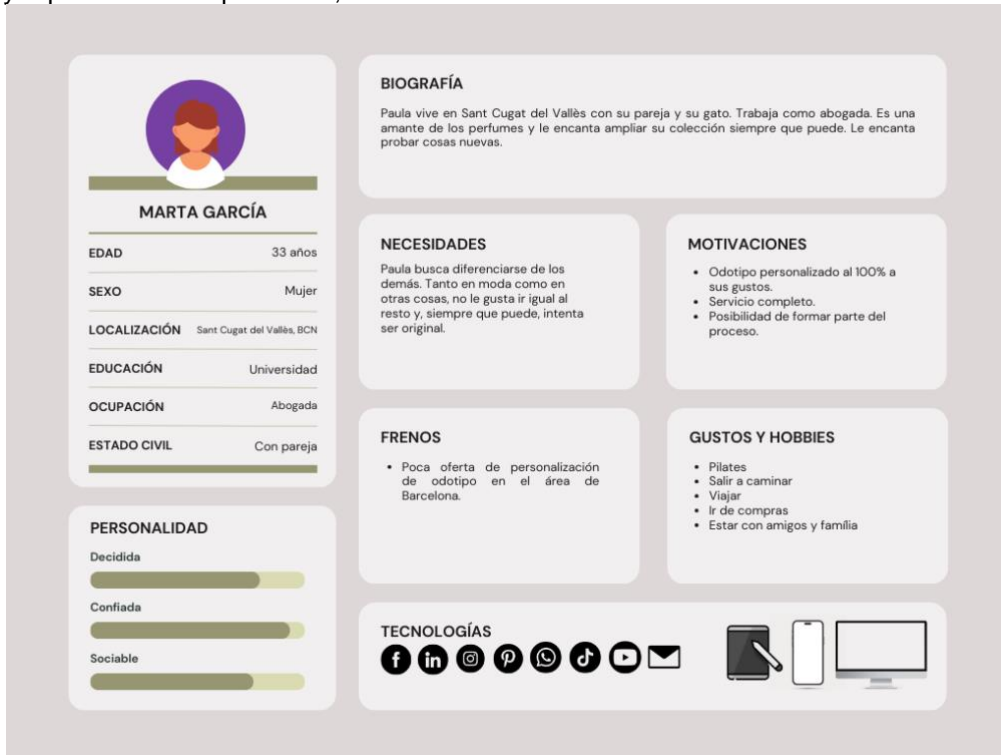 MARTA GARCÍA
EDAD 33 años
SEXO Mujer
LOCALIZACIÓN Sant Cugat del Vallès, BCN
EDUCACIÓN Universidad
OCUPACIÓN Abogada
ESTADO CIVIL Con pareja
PERSONALIDAD
Decidida
Confiada
Sociable
BIOGRAFÍA
Paula vive en Sant Cugat del Vallès con su pareja y su gato. Trabaja como abogada. Es una
amante de los perfumes y le encanta ampliar su colección siempre que puede. Le encanta
probar cosas nuevas.
NECESIDADES
Paula busca diferenciarse de los
demás. Tanto en moda como en
otras cosas, no le gusta ir igual al
resto y, siempre que puede, intenta
ser original.
MOTIVACIONES
• Odotipo personalizado al 100% a
sus gustos.
• Servicio completo.
• Posibilidad de formar parte del
proceso.
FRENOS
• Poca oferta de personalización
de odotipo en el área de
Barcelona.
GUSTOS Y HOBBIES
• Pilates
• Salir a caminar
• Viajar
• Ir de compras
• Estar con amigos y família
TECNOLOGÍAS